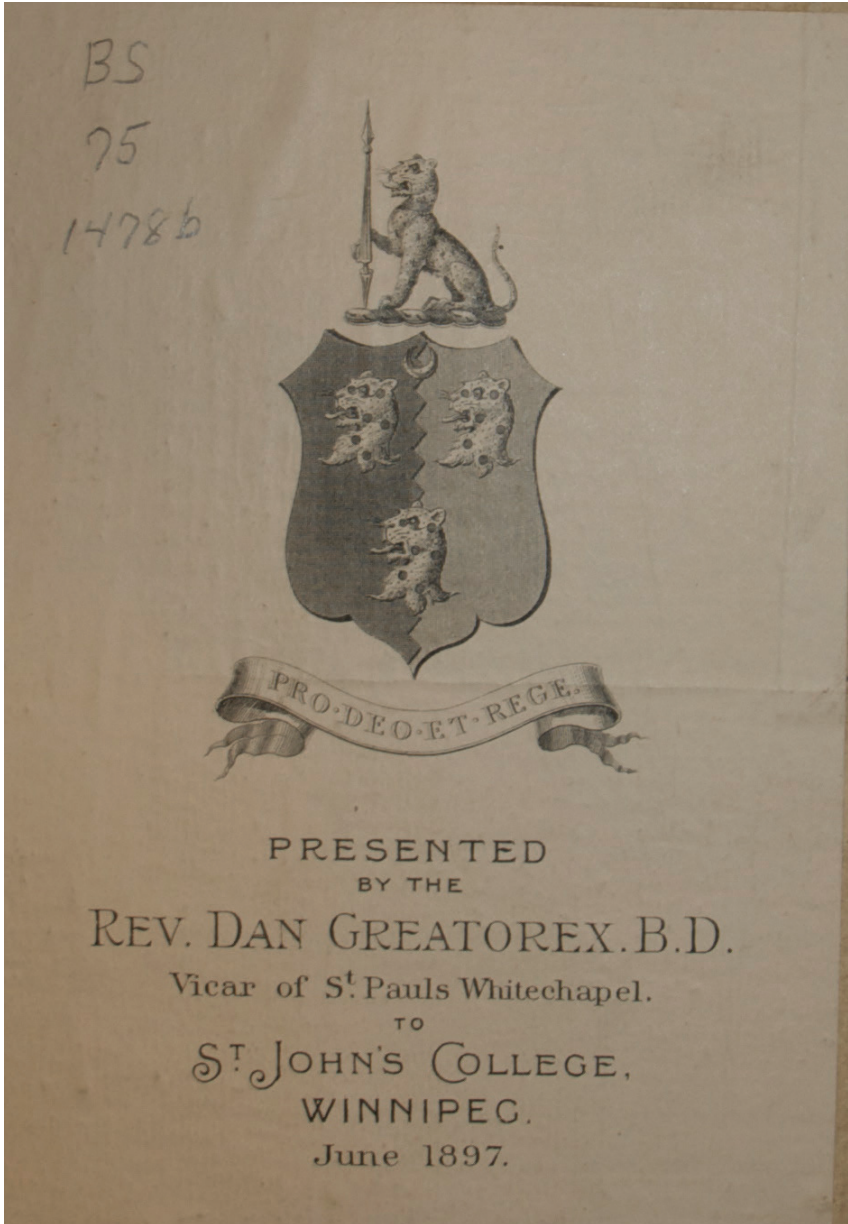 BS
75
1478b
PRO·DEO·ET·REGE.
PRESENTED
BY THE
REV. DAN GREATOREX. B.D.
Vicar of St. Pauls Whitechapel.
TO
ST. JOHN'S COLLEGE,
WINNIPEG.
June 1897.